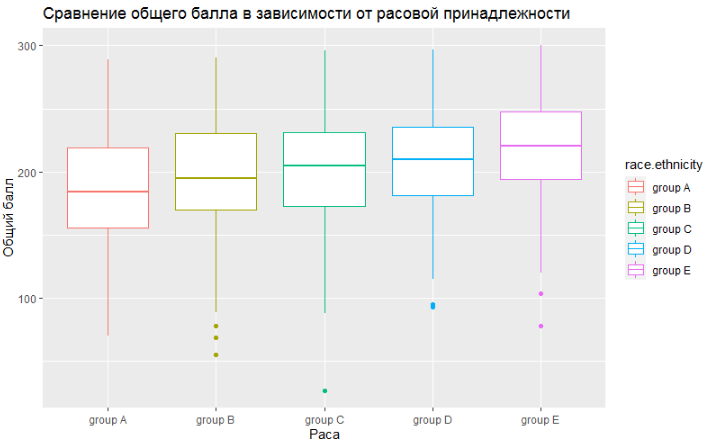 Сравнение общего балла в зависимости от расовой принадлежности
300
200
100
Общий балл
group A
group B
group C
group D
group E
Раса
race.ethnicity
group A
group B
group C
group D
group E